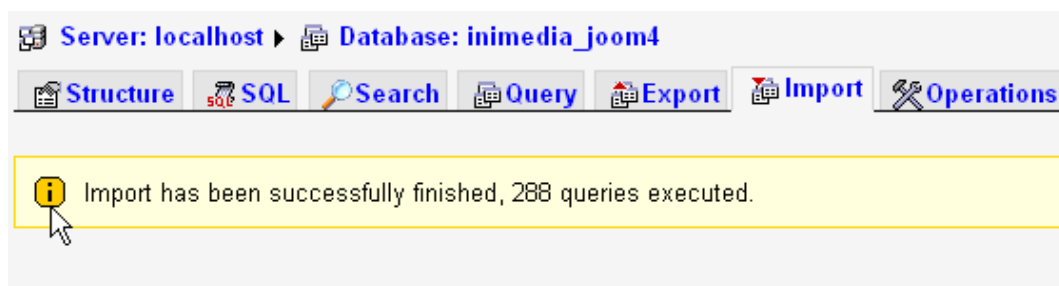 Server: localhost ▸ Database: inimedia_joom4
Structure SQL Search Query Export Import Operations
Import has been successfully finished, 288 queries executed.